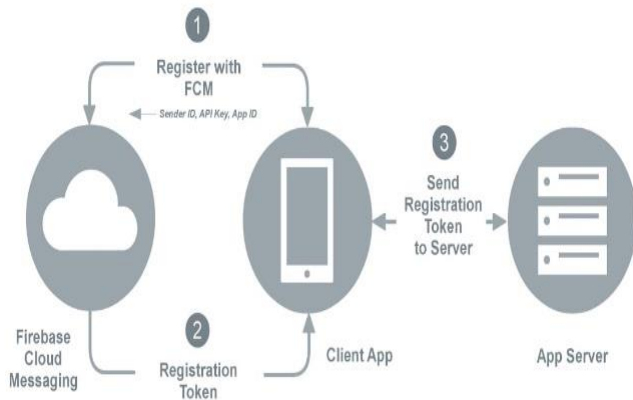 1
Register with
FCM
Sender ID, API Key, App ID
3
Send
Registration
Token
to Server
2
Registration
Token
Firebase
Cloud
Messaging
Client App
App Server